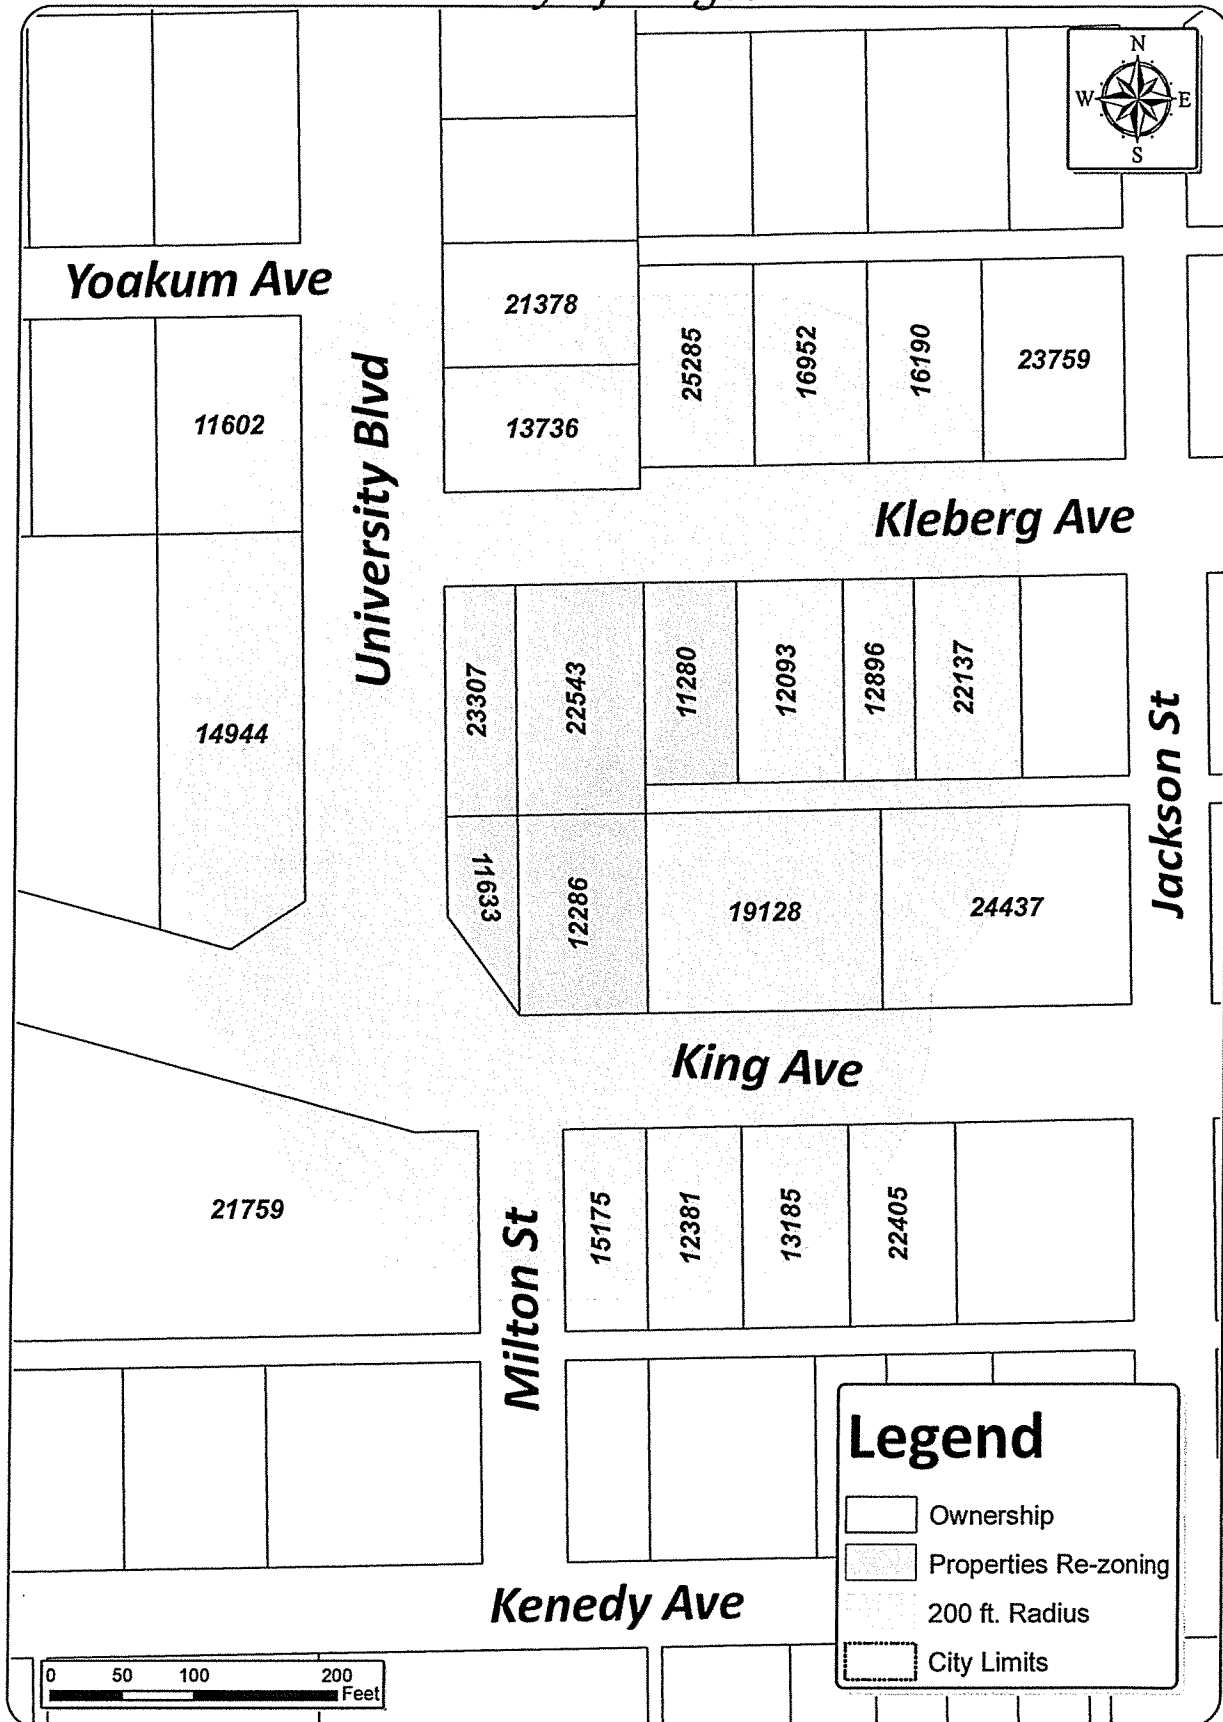 N
W E
S
Yoakum Ave
21378
25285
16952
16190
23759
11602
13736
University Blvd
Kleberg Ave
23307
22543
11280
12093
12896
22137
14944
Jackson St
11633
12286
19128
24437
King Ave
21759
15175
12381
13185
22405
Milton St
Legend
Ownership
Properties Re-zoning
200 ft. Radius
City Limits
Kenedy Ave
0 50 100 200
Feet